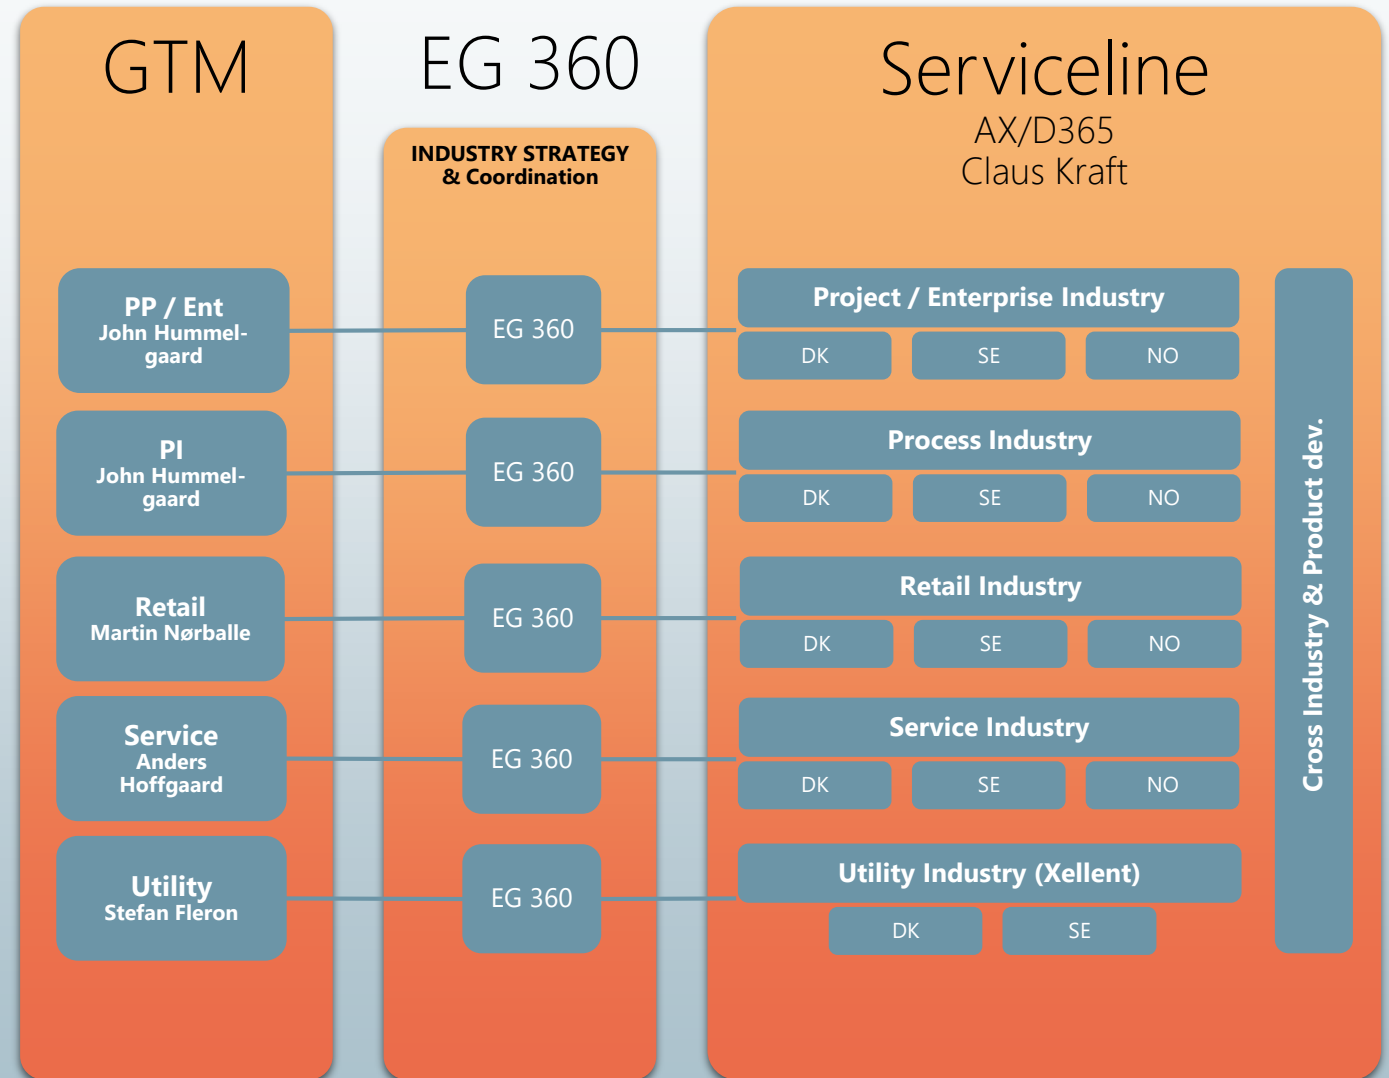 GTM
EG 360
Serviceline
AX/D365
Claus Kraft
INDUSTRY STRATEGY
& Coordination
PP / Ent
John Hummel-
gaard
EG 360
Project / Enterprise Industry
DK
SE
NO
PI
John Hummel-
gaard
EG 360
Process Industry
DK
SE
NO
Retail
Martin Nørballe
EG 360
Retail Industry
DK
SE
NO
Service
Anders
Hoffgaard
EG 360
Service Industry
DK
SE
NO
Utility
Stefan Fleron
EG 360
Utility Industry (Xellent)
DK
SE
Cross Industry & Product dev.